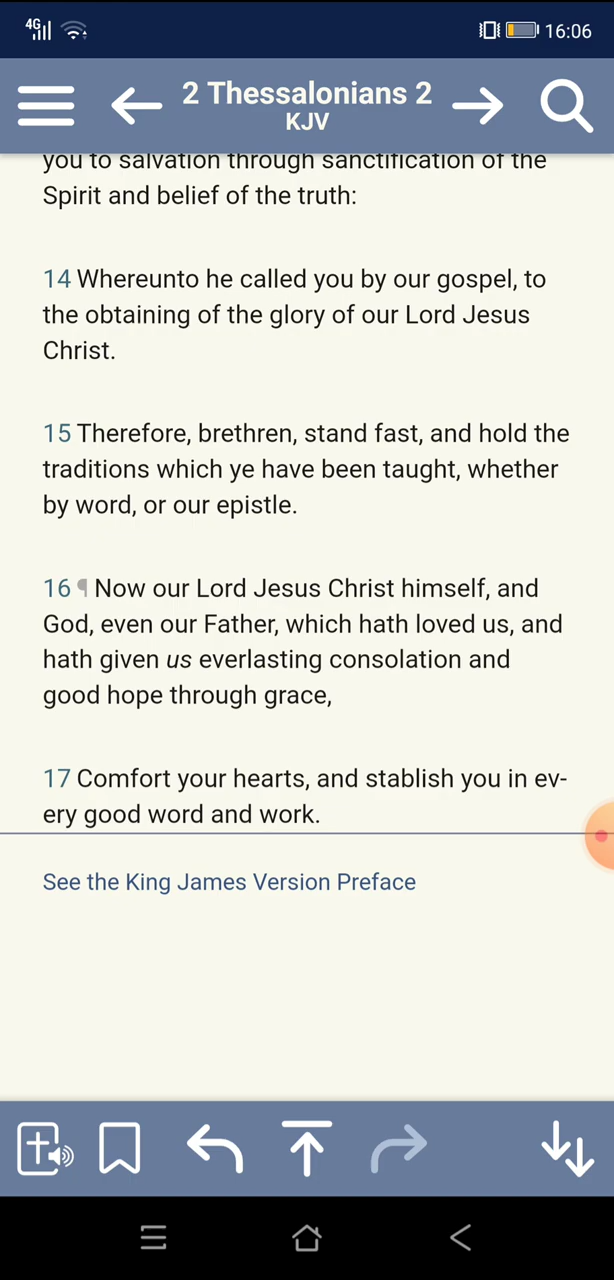 4G 16:06
2 Thessalonians 2
KJV
you to salvation through sanctification of the
Spirit and belief of the truth:
14 Whereunto he called you by our gospel, to
the obtaining of the glory of our Lord Jesus
Christ.
15 Therefore, brethren, stand fast, and hold the
traditions which ye have been taught, whether
by word, or our epistle.
16 ¶ Now our Lord Jesus Christ himself, and
God, even our Father, which hath loved us, and
hath given us everlasting consolation and
good hope through grace,
17 Comfort your hearts, and stablish you in ev-
ery good word and work.
See the King James Version Preface